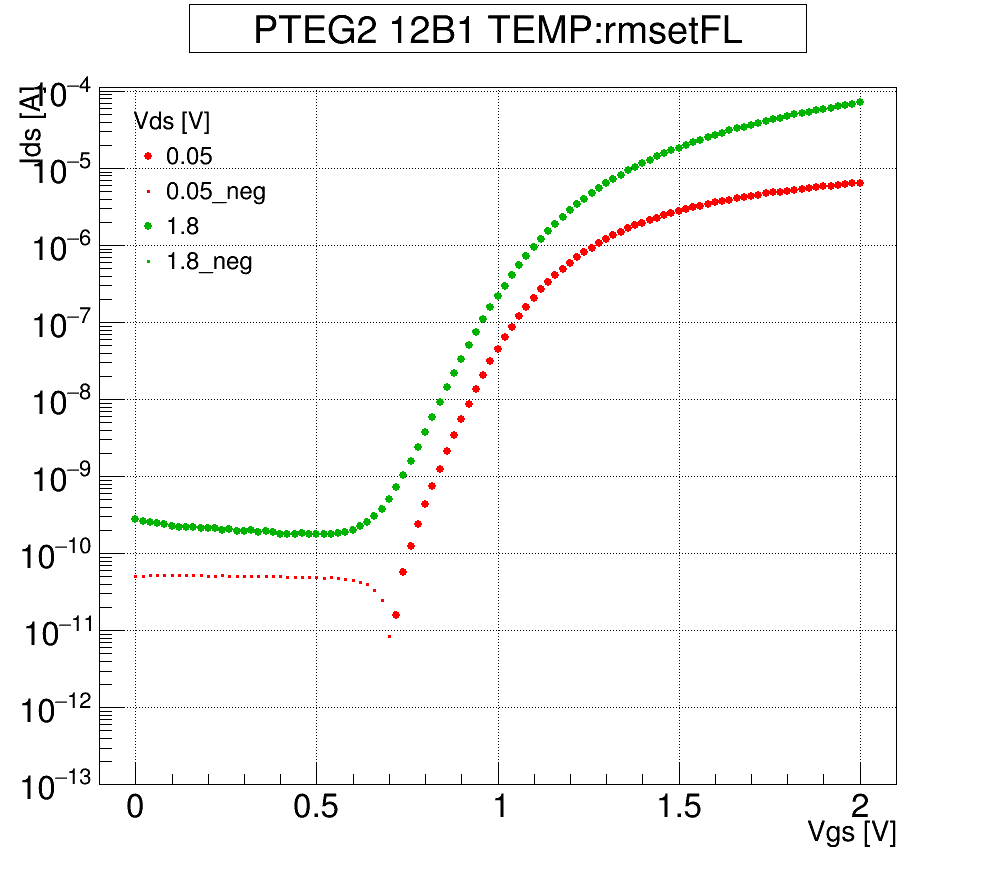 PTEG2 12B1 TEMP:rmsetFL
Ids [A]
Vds [V]
0.05
0.05_neg
1.8
1.8_neg
10⁻⁴
10⁻⁵
10⁻⁶
10⁻⁷
10⁻⁸
10⁻⁹
10⁻¹⁰
10⁻¹¹
10⁻¹²
10⁻¹³
0 0.5 1 1.5 2
Vgs [V]